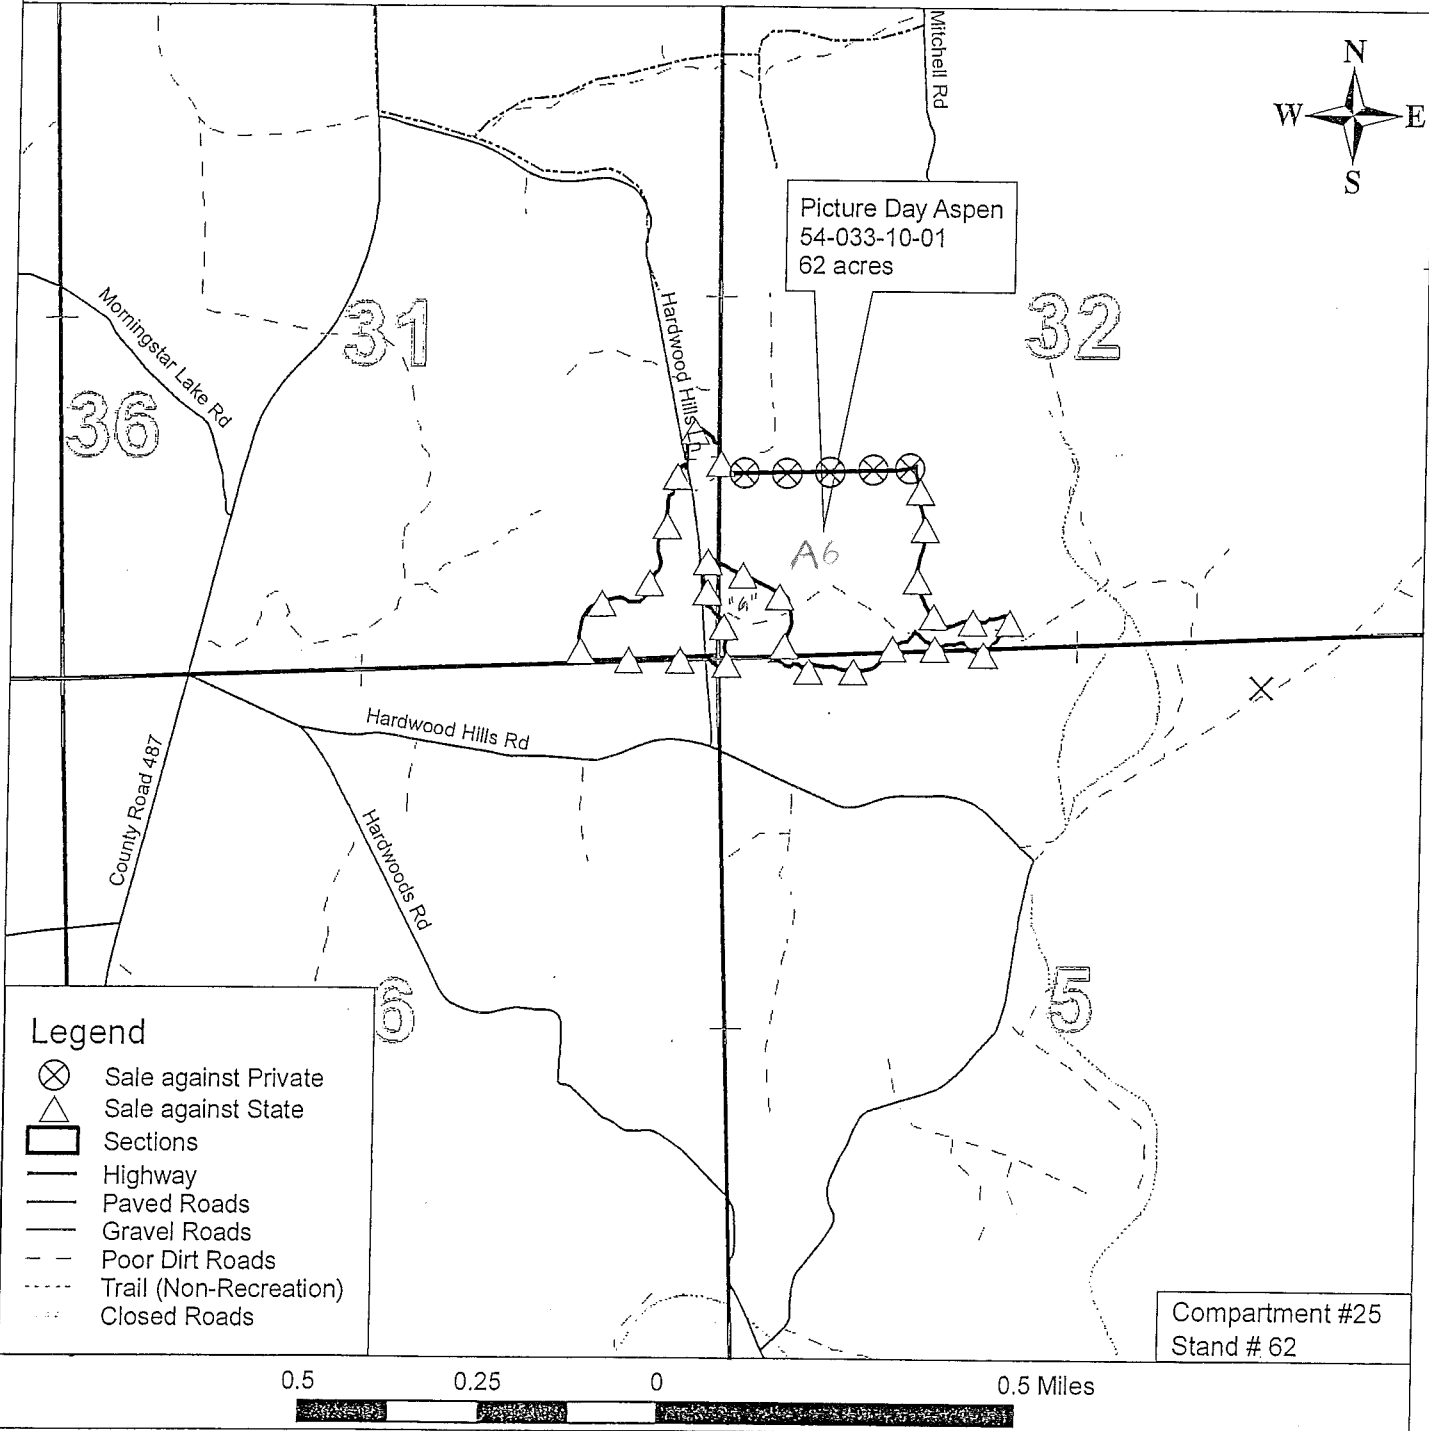 Mitchell Rd
N
W E
S
Picture Day Aspen
54-033-10-01
62 acres
Morningstar Lake Rd
31
Hardwood Hills Ln
32
36
A6
"6"
Hardwood Hills Rd
County Road 487
Hardwoods Rd
6
5
Legend
Sale against Private
Sale against State
Sections
Highway
Paved Roads
Gravel Roads
Poor Dirt Roads
Trail (Non-Recreation)
Closed Roads
Compartment #25
Stand # 62
0.5 0.25 0 0.5 Miles